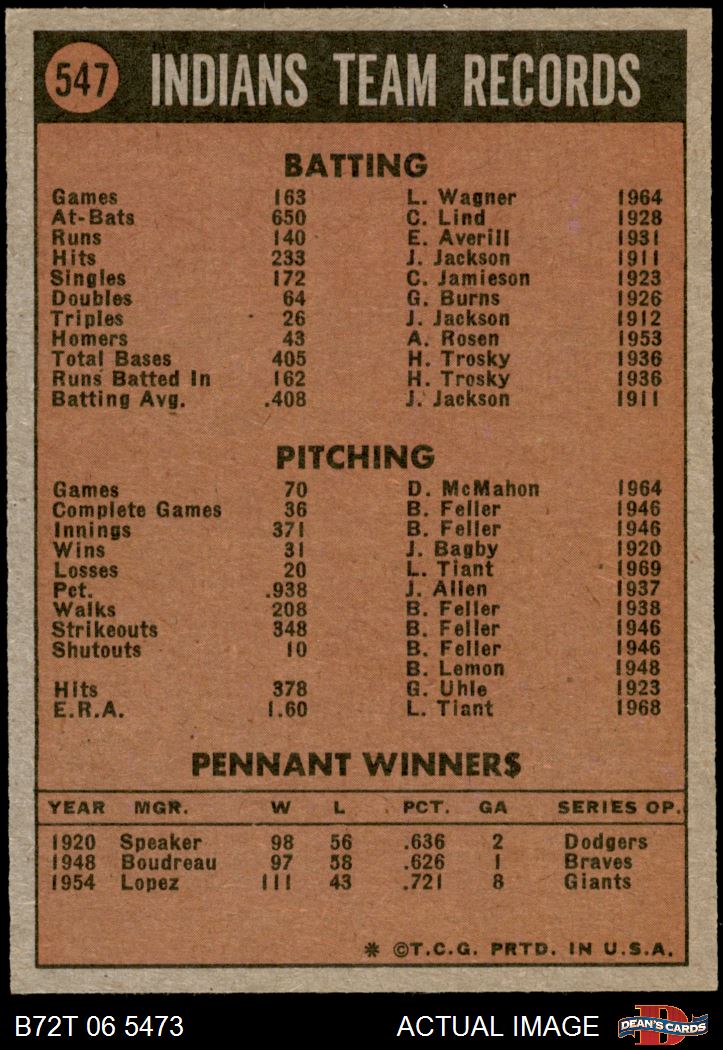 547 INDIANS TEAM RECORDS
BATTING
Games 163 L. Wagner 1964
At-Bats 650 C. Lind 1928
Runs 140 E. Averill 1931
Hits 233 J. Jackson 1911
Singles 172 C. Jamieson 1923
Doubles 64 G. Burns 1926
Triples 26 J. Jackson 1912
Homers 43 A. Rosen 1953
Total Bases 405 H. Trosky 1936
Runs Batted In 162 H. Trosky 1936
Batting Avg. .408 J. Jackson 1911
PITCHING
Games 70 D. McMahon 1964
Complete Games 36 B. Feller 1946
Innings 371 B. Feller 1946
Wins 31 J. Bagby 1920
Losses 20 L. Tiant 1969
Pct. .938 J. Allen 1937
Walks 208 B. Feller 1938
Strikeouts 348 B. Feller 1946
Shutouts 10 B. Feller 1946
B. Lemon 1948
Hits 378 G. Uhle 1923
E.R.A. 1.60 L. Tiant 1968
PENNANT WINNERS
YEAR MGR. W L PCT. GA SERIES OP.
1920 Speaker 98 56 .636 2 Dodgers
1948 Boudreau 97 58 .626 1 Braves
1954 Lopez 111 43 .721 8 Giants
* ©T.C.G. PRTD. IN U.S.A.
B72T 06 5473 ACTUAL IMAGE D DEAN'S CARDS